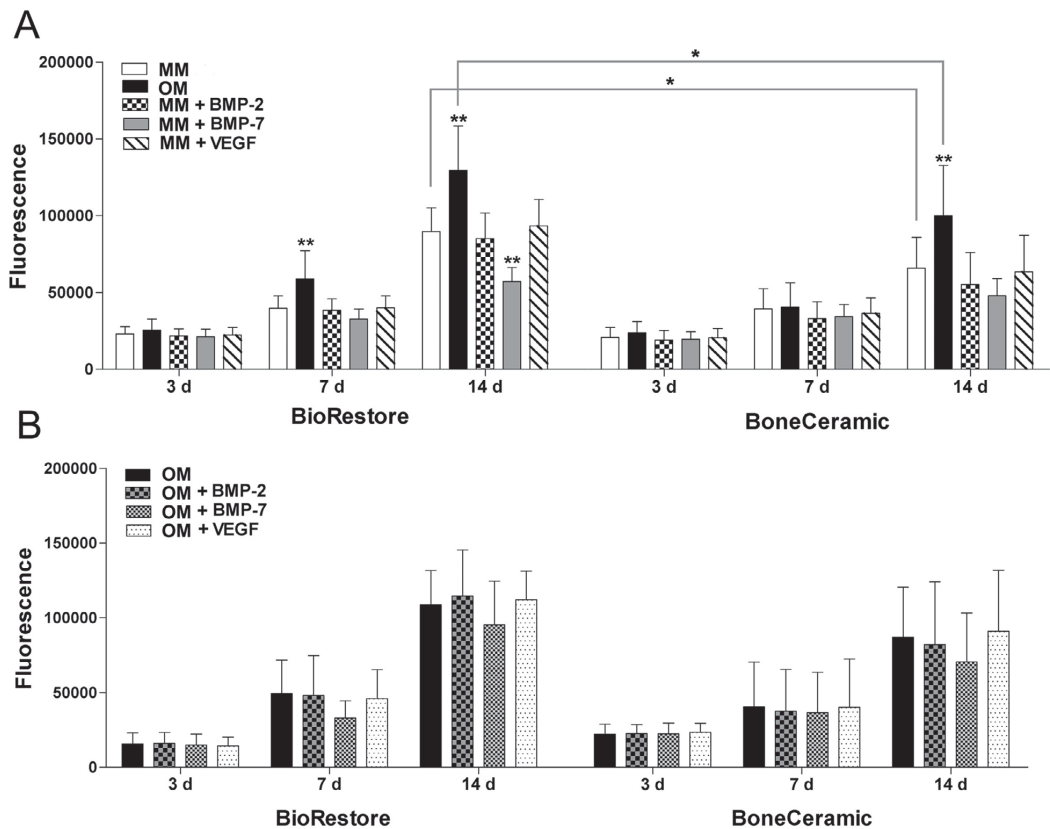 A
200000
150000
100000
50000
0
Fluorescence
MM
OM
MM + BMP-2
MM + BMP-7
MM + VEGF
*
*
**
**
**
**
3 d 7 d 14 d 3 d 7 d 14 d
BioRestore BoneCeramic
B
200000
150000
100000
50000
0
Fluorescence
OM
OM + BMP-2
OM + BMP-7
OM + VEGF
3 d 7 d 14 d 3 d 7 d 14 d
BioRestore BoneCeramic